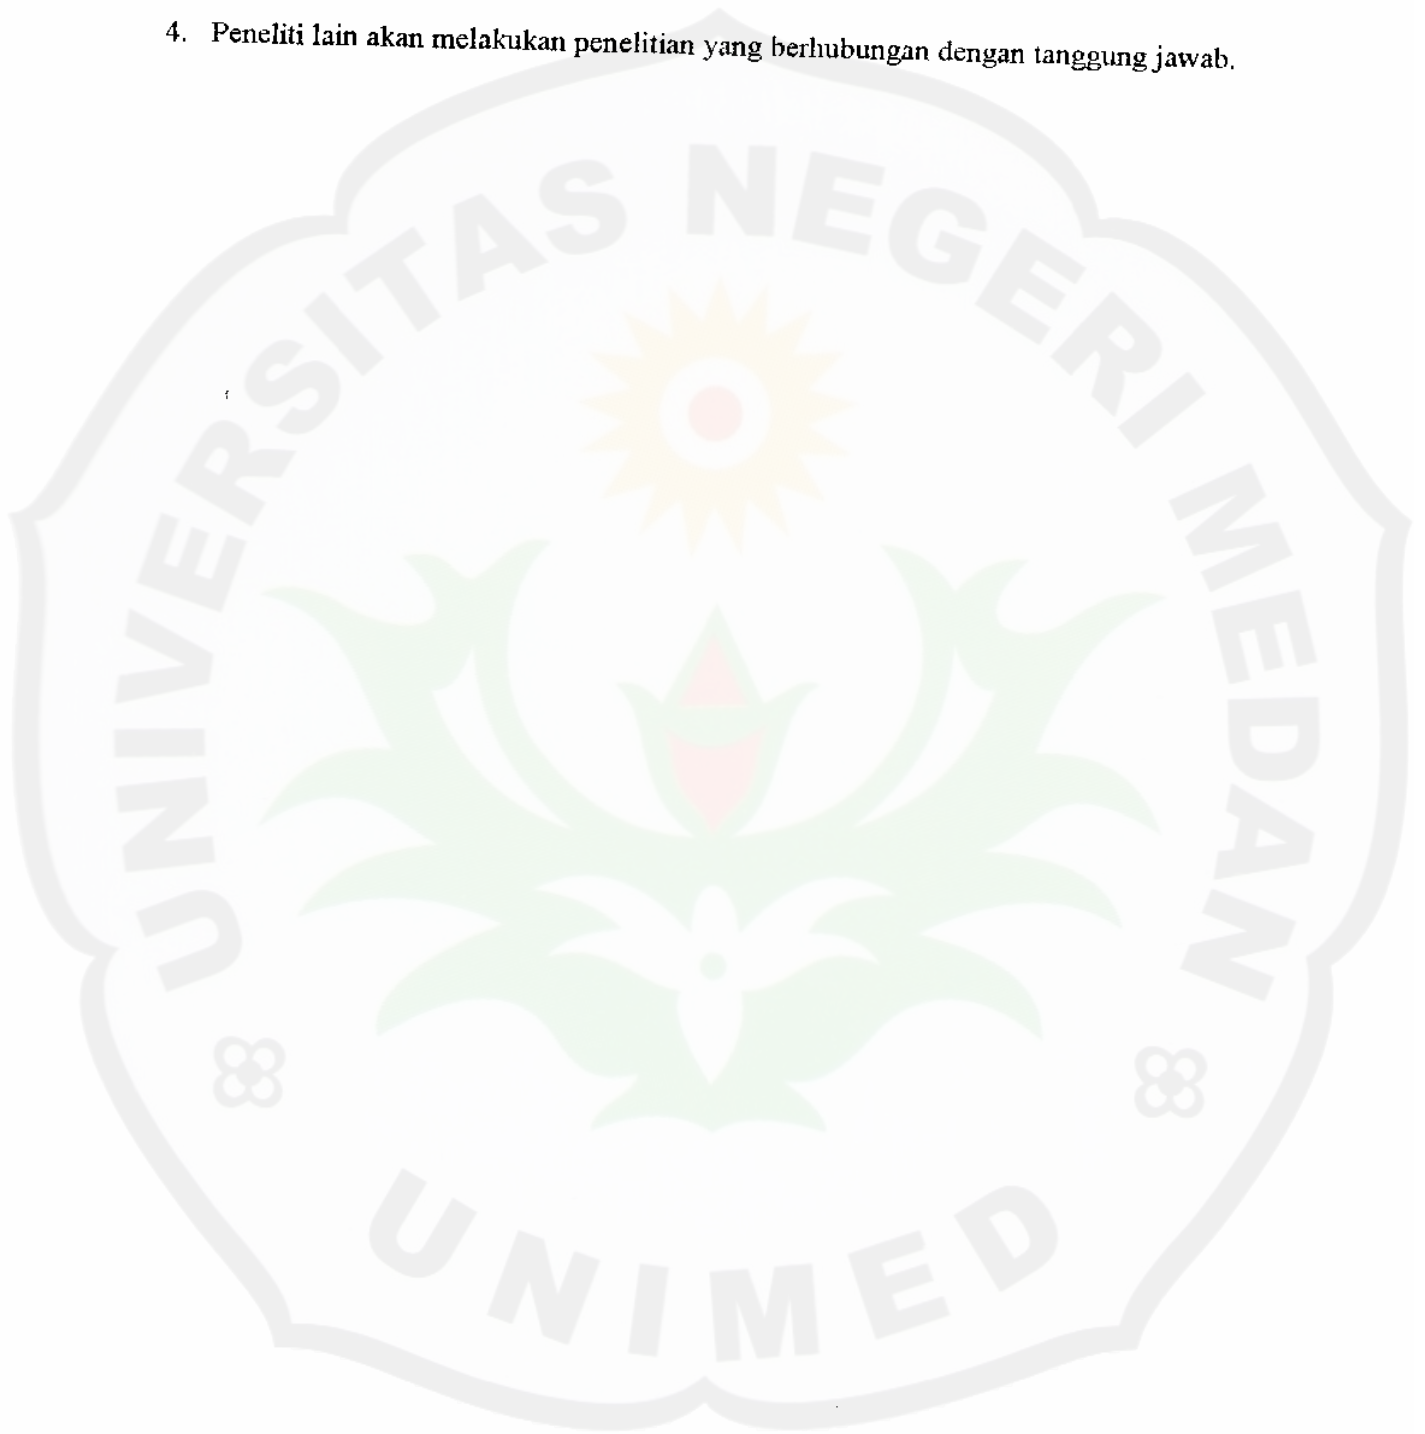 4. Peneliti lain akan melakukan penelitian yang berhubungan dengan tanggung jawab.
UNIVERSITAS NEGERI MEDAN
UNIMED